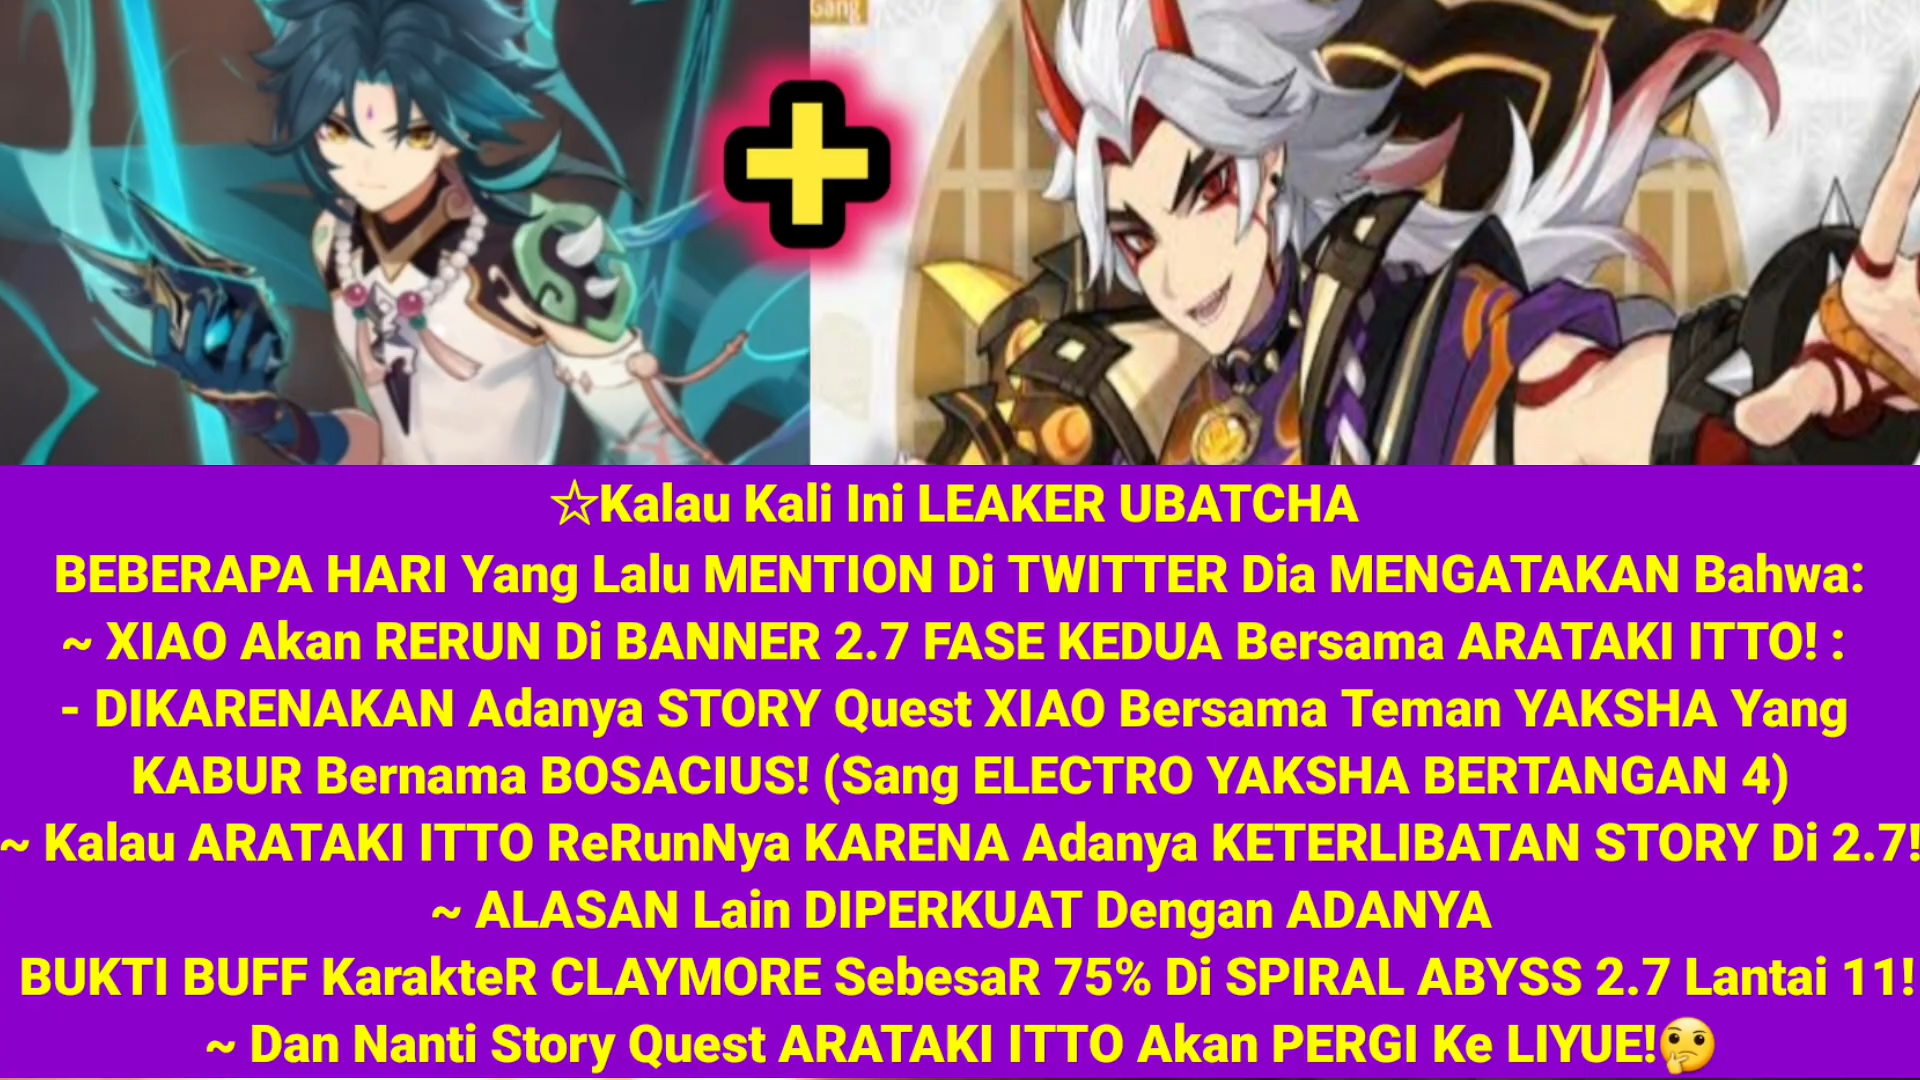 Gang
☆Kalau Kali Ini LEAKER UBATCHA
BEBERAPA HARI Yang Lalu MENTION Di TWITTER Dia MENGATAKAN Bahwa:
~ XIAO Akan RERUN Di BANNER 2.7 FASE KEDUA Bersama ARATAKI ITTO! :
- DIKARENAKAN Adanya STORY Quest XIAO Bersama Teman YAKSHA Yang
KABUR Bernama BOSACIUS! (Sang ELECTRO YAKSHA BERTANGAN 4)
~ Kalau ARATAKI ITTO ReRunNya KARENA Adanya KETERLIBATAN STORY Di 2.7!
~ ALASAN Lain DIPERKUAT Dengan ADANYA
BUKTI BUFF KarakteR CLAYMORE SebesaR 75% Di SPIRAL ABYSS 2.7 Lantai 11!
~ Dan Nanti Story Quest ARATAKI ITTO Akan PERGI Ke LIYUE!🤔